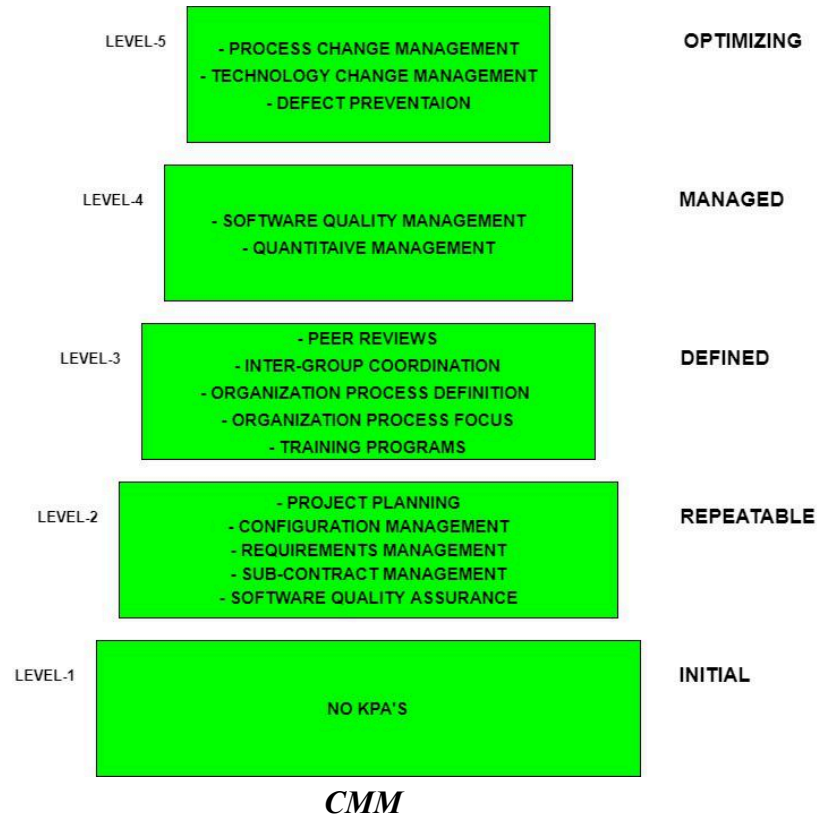 LEVEL-5
OPTIMIZING
- PROCESS CHANGE MANAGEMENT
- TECHNOLOGY CHANGE MANAGEMENT
- DEFECT PREVENTAION
LEVEL-4
MANAGED
- SOFTWARE QUALITY MANAGEMENT
- QUANTITAIVE MANAGEMENT
LEVEL-3
DEFINED
- PEER REVIEWS
- INTER-GROUP COORDINATION
- ORGANIZATION PROCESS DEFINITION
- ORGANIZATION PROCESS FOCUS
- TRAINING PROGRAMS
LEVEL-2
REPEATABLE
- PROJECT PLANNING
- CONFIGURATION MANAGEMENT
- REQUIREMENTS MANAGEMENT
- SUB-CONTRACT MANAGEMENT
- SOFTWARE QUALITY ASSURANCE
LEVEL-1
INITIAL
NO KPA'S
CMM